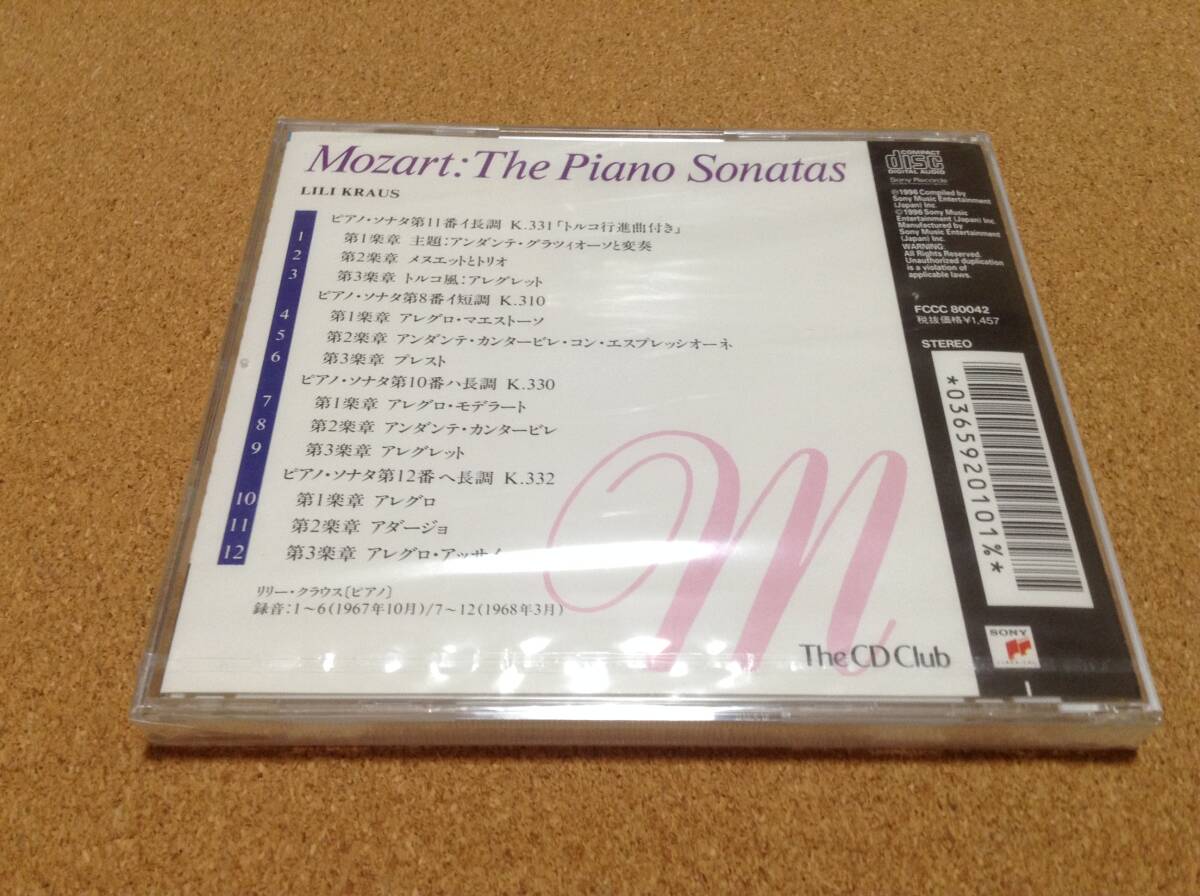 Mozart: The Piano Sonatas
LILI KRAUS
ピアノ・ソナタ第11番イ長調 K.331「トルコ行進曲付き」
1 第1楽章 主題:アンダンテ・グラツィオーソと変奏
2 第2楽章 メヌエットとトリオ
3 第3楽章 トルコ風:アレグレット
ピアノ・ソナタ第8番イ短調 K.310
4 第1楽章 アレグロ・マエストーソ
5 第2楽章 アンダンテ・カンタービレ・コン・エスプレッシオーネ
6 第3楽章 プレスト
ピアノ・ソナタ第10番ハ長調 K.330
7 第1楽章 アレグロ・モデラート
8 第2楽章 アンダンテ・カンタービレ
9 第3楽章 アレグレット
ピアノ・ソナタ第12番ヘ長調 K.332
10 第1楽章 アレグロ
11 第2楽章 アダージョ
12 第3楽章 アレグロ・アッサイ
リリー・クラウス〔ピアノ〕
録音:1~6(1967年10月)/7~12(1968年3月)
m
The CD Club
COMPACT
disc
DIGITAL AUDIO
Sony Records
℗1996 Compiled by
Sony Music Entertainment
(Japan) Inc.
©1996 Sony Music
Entertainment (Japan) Inc.
Manufactured by
Sony Music Entertainment
(Japan) Inc.
WARNING:
All Rights Reserved.
Unauthorized duplication
is a violation of
applicable laws.
FCCC 80042
税抜価格¥1,457
STEREO
*0365920101%*
SONY